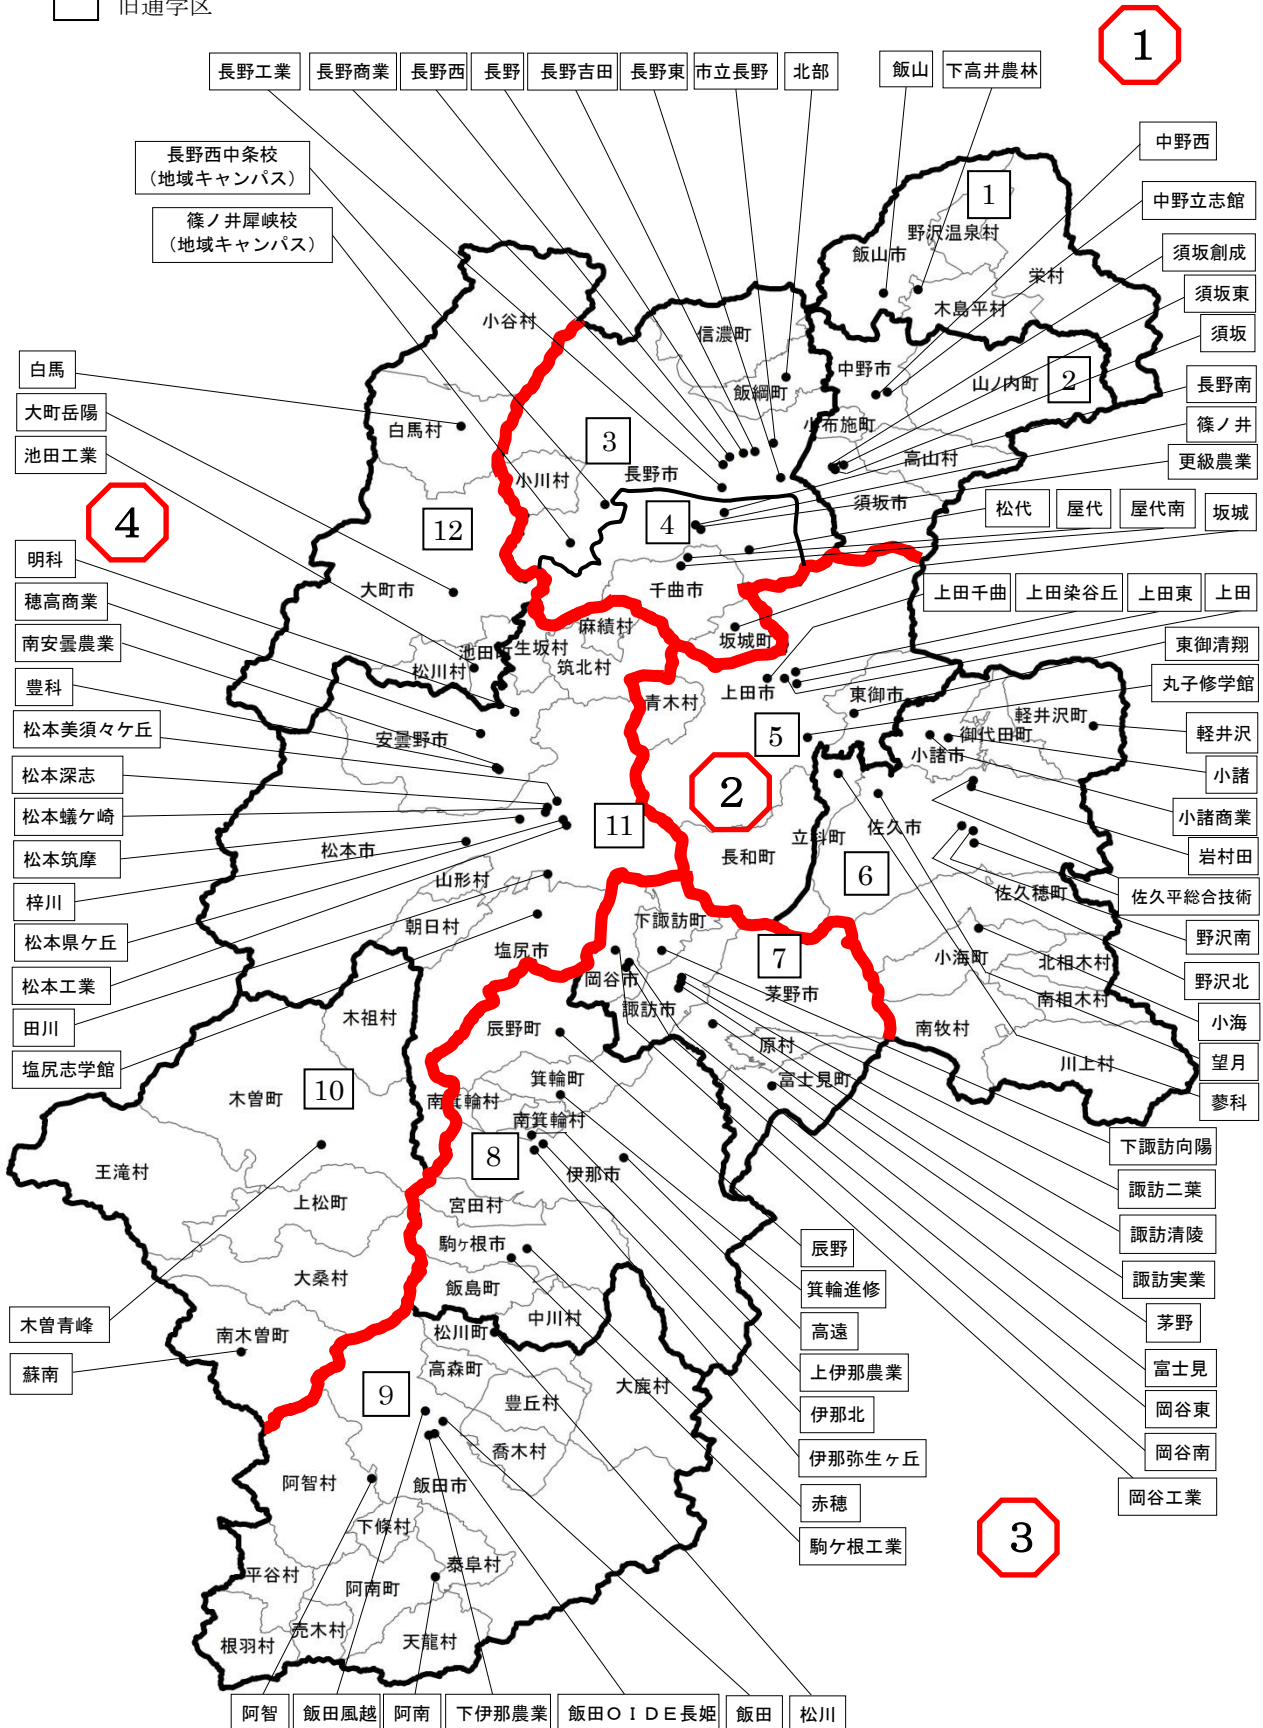 旧通学区
1
長野工業
長野商業
長野西
長野
長野吉田
長野東
市立長野
北部
飯山
下高井農林
長野西中条校
（地域キャンパス）
篠ノ井犀峡校
（地域キャンパス）
中野西
中野立志館
須坂創成
須坂東
須坂
長野南
篠ノ井
更級農業
松代
屋代
屋代南
坂城
上田千曲
上田染谷丘
上田東
上田
東御清翔
丸子修学館
軽井沢
小諸
小諸商業
岩村田
佐久平総合技術
野沢南
野沢北
小海
望月
蓼科
下諏訪向陽
諏訪二葉
諏訪清陵
諏訪実業
茅野
富士見
岡谷東
岡谷南
岡谷工業
辰野
箕輪進修
高遠
上伊那農業
伊那北
伊那弥生ヶ丘
赤穂
駒ケ根工業
白馬
大町岳陽
池田工業
4
明科
穂高商業
南安曇農業
豊科
松本美須々ケ丘
松本深志
松本蟻ケ崎
松本筑摩
梓川
松本県ケ丘
松本工業
田川
塩尻志学館
木曽青峰
蘇南
1
野沢温泉村
飯山市
栄村
木島平村
小谷村
信濃町
中野市
山ノ内町
2
飯綱町
白馬村
3
小布施町
高山村
小川村
長野市
須坂市
12
4
大町市
千曲市
麻績村
坂城町
生坂村
池田町
筑北村
松川村
青木村
上田市
東御市
軽井沢町
御代田町
小諸市
安曇野市
5
2
11
立科町
佐久市
松本市
長和町
6
山形村
佐久穂町
朝日村
下諏訪町
塩尻市
7
小海町
北相木村
岡谷市
茅野市
南相木村
諏訪市
木祖村
辰野町
南牧村
原村
川上村
富士見町
10
箕輪町
木曽町
南箕輪村
南箕輪村
8
伊那市
王滝村
上松町
宮田村
駒ヶ根市
大桑村
飯島町
中川村
南木曽町
松川町
高森町
大鹿村
9
豊丘村
喬木村
阿智村
飯田市
3
下條村
泰阜村
平谷村
阿南町
売木村
根羽村
天龍村
阿智
飯田風越
阿南
下伊那農業
飯田ＯＩＤＥ長姫
飯田
松川